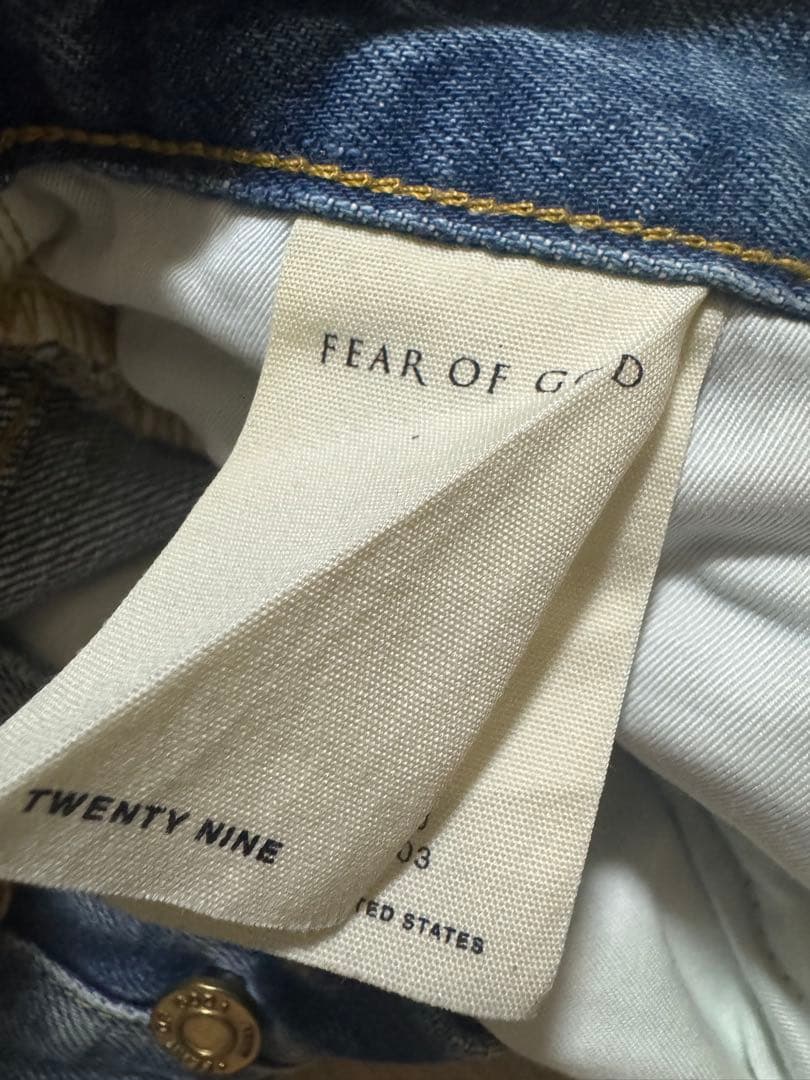 FEAR OF GOD
TWENTY NINE
03
TED STATES